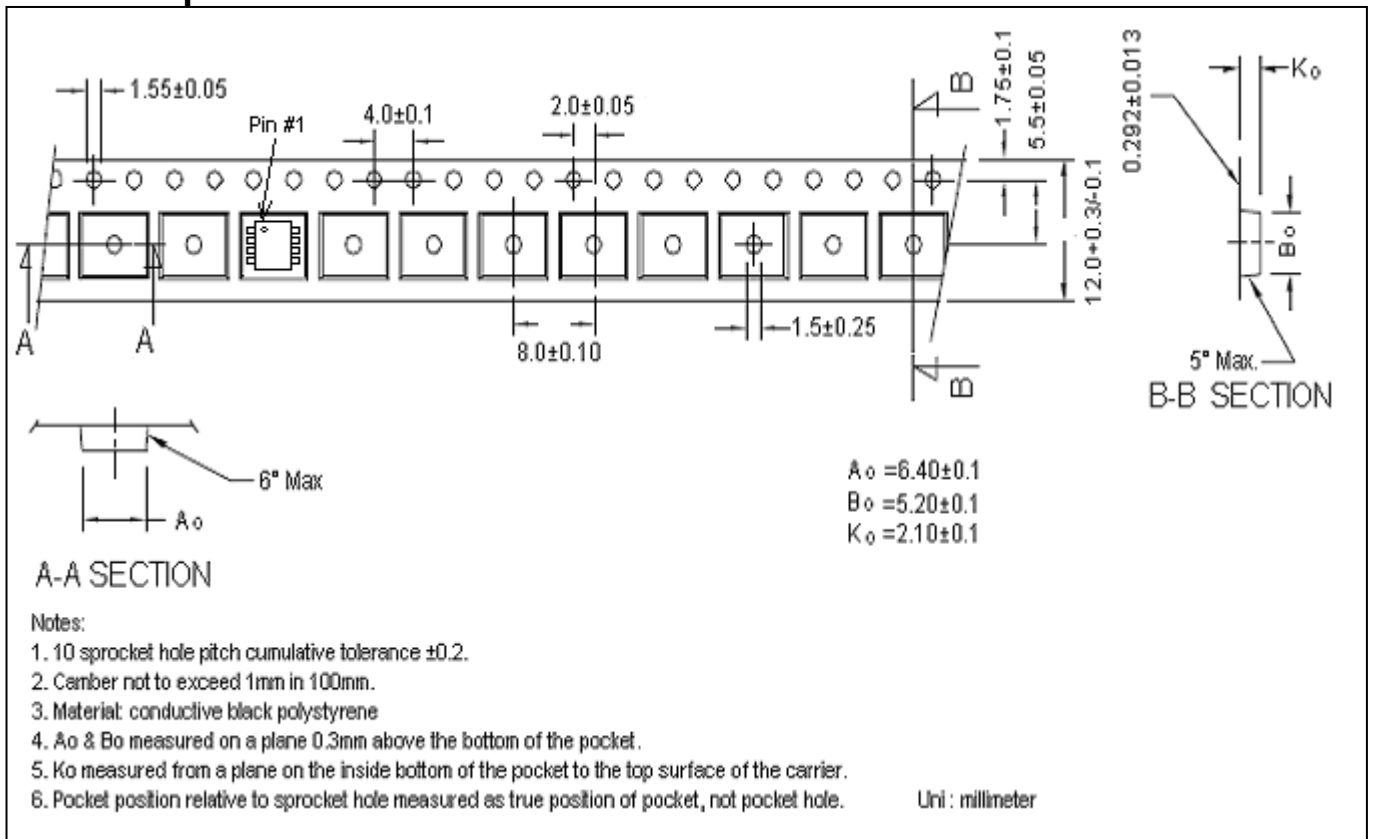 1.55±0.05
Pin #1
4.0±0.1
2.0±0.05
B
1.75±0.1
5.5±0.05
0.292±0.013
Ko
12.0+0.3/-0.1
Bo
A
A
8.0±0.10
1.5±0.25
B
5° Max.
B-B SECTION
6° Max
Ao
A-A SECTION
Ao =6.40±0.1
Bo =5.20±0.1
Ko =2.10±0.1
Notes:
1. 10 sprocket hole pitch cumulative tolerance ±0.2.
2. Camber not to exceed 1mm in 100mm.
3. Material: conductive black polystyrene
4. Ao & Bo measured on a plane 0.3mm above the bottom of the pocket.
5. Ko measured from a plane on the inside bottom of the pocket to the top surface of the carrier.
6. Pocket position relative to sprocket hole measured as true position of pocket, not pocket hole.
Uni : millimeter